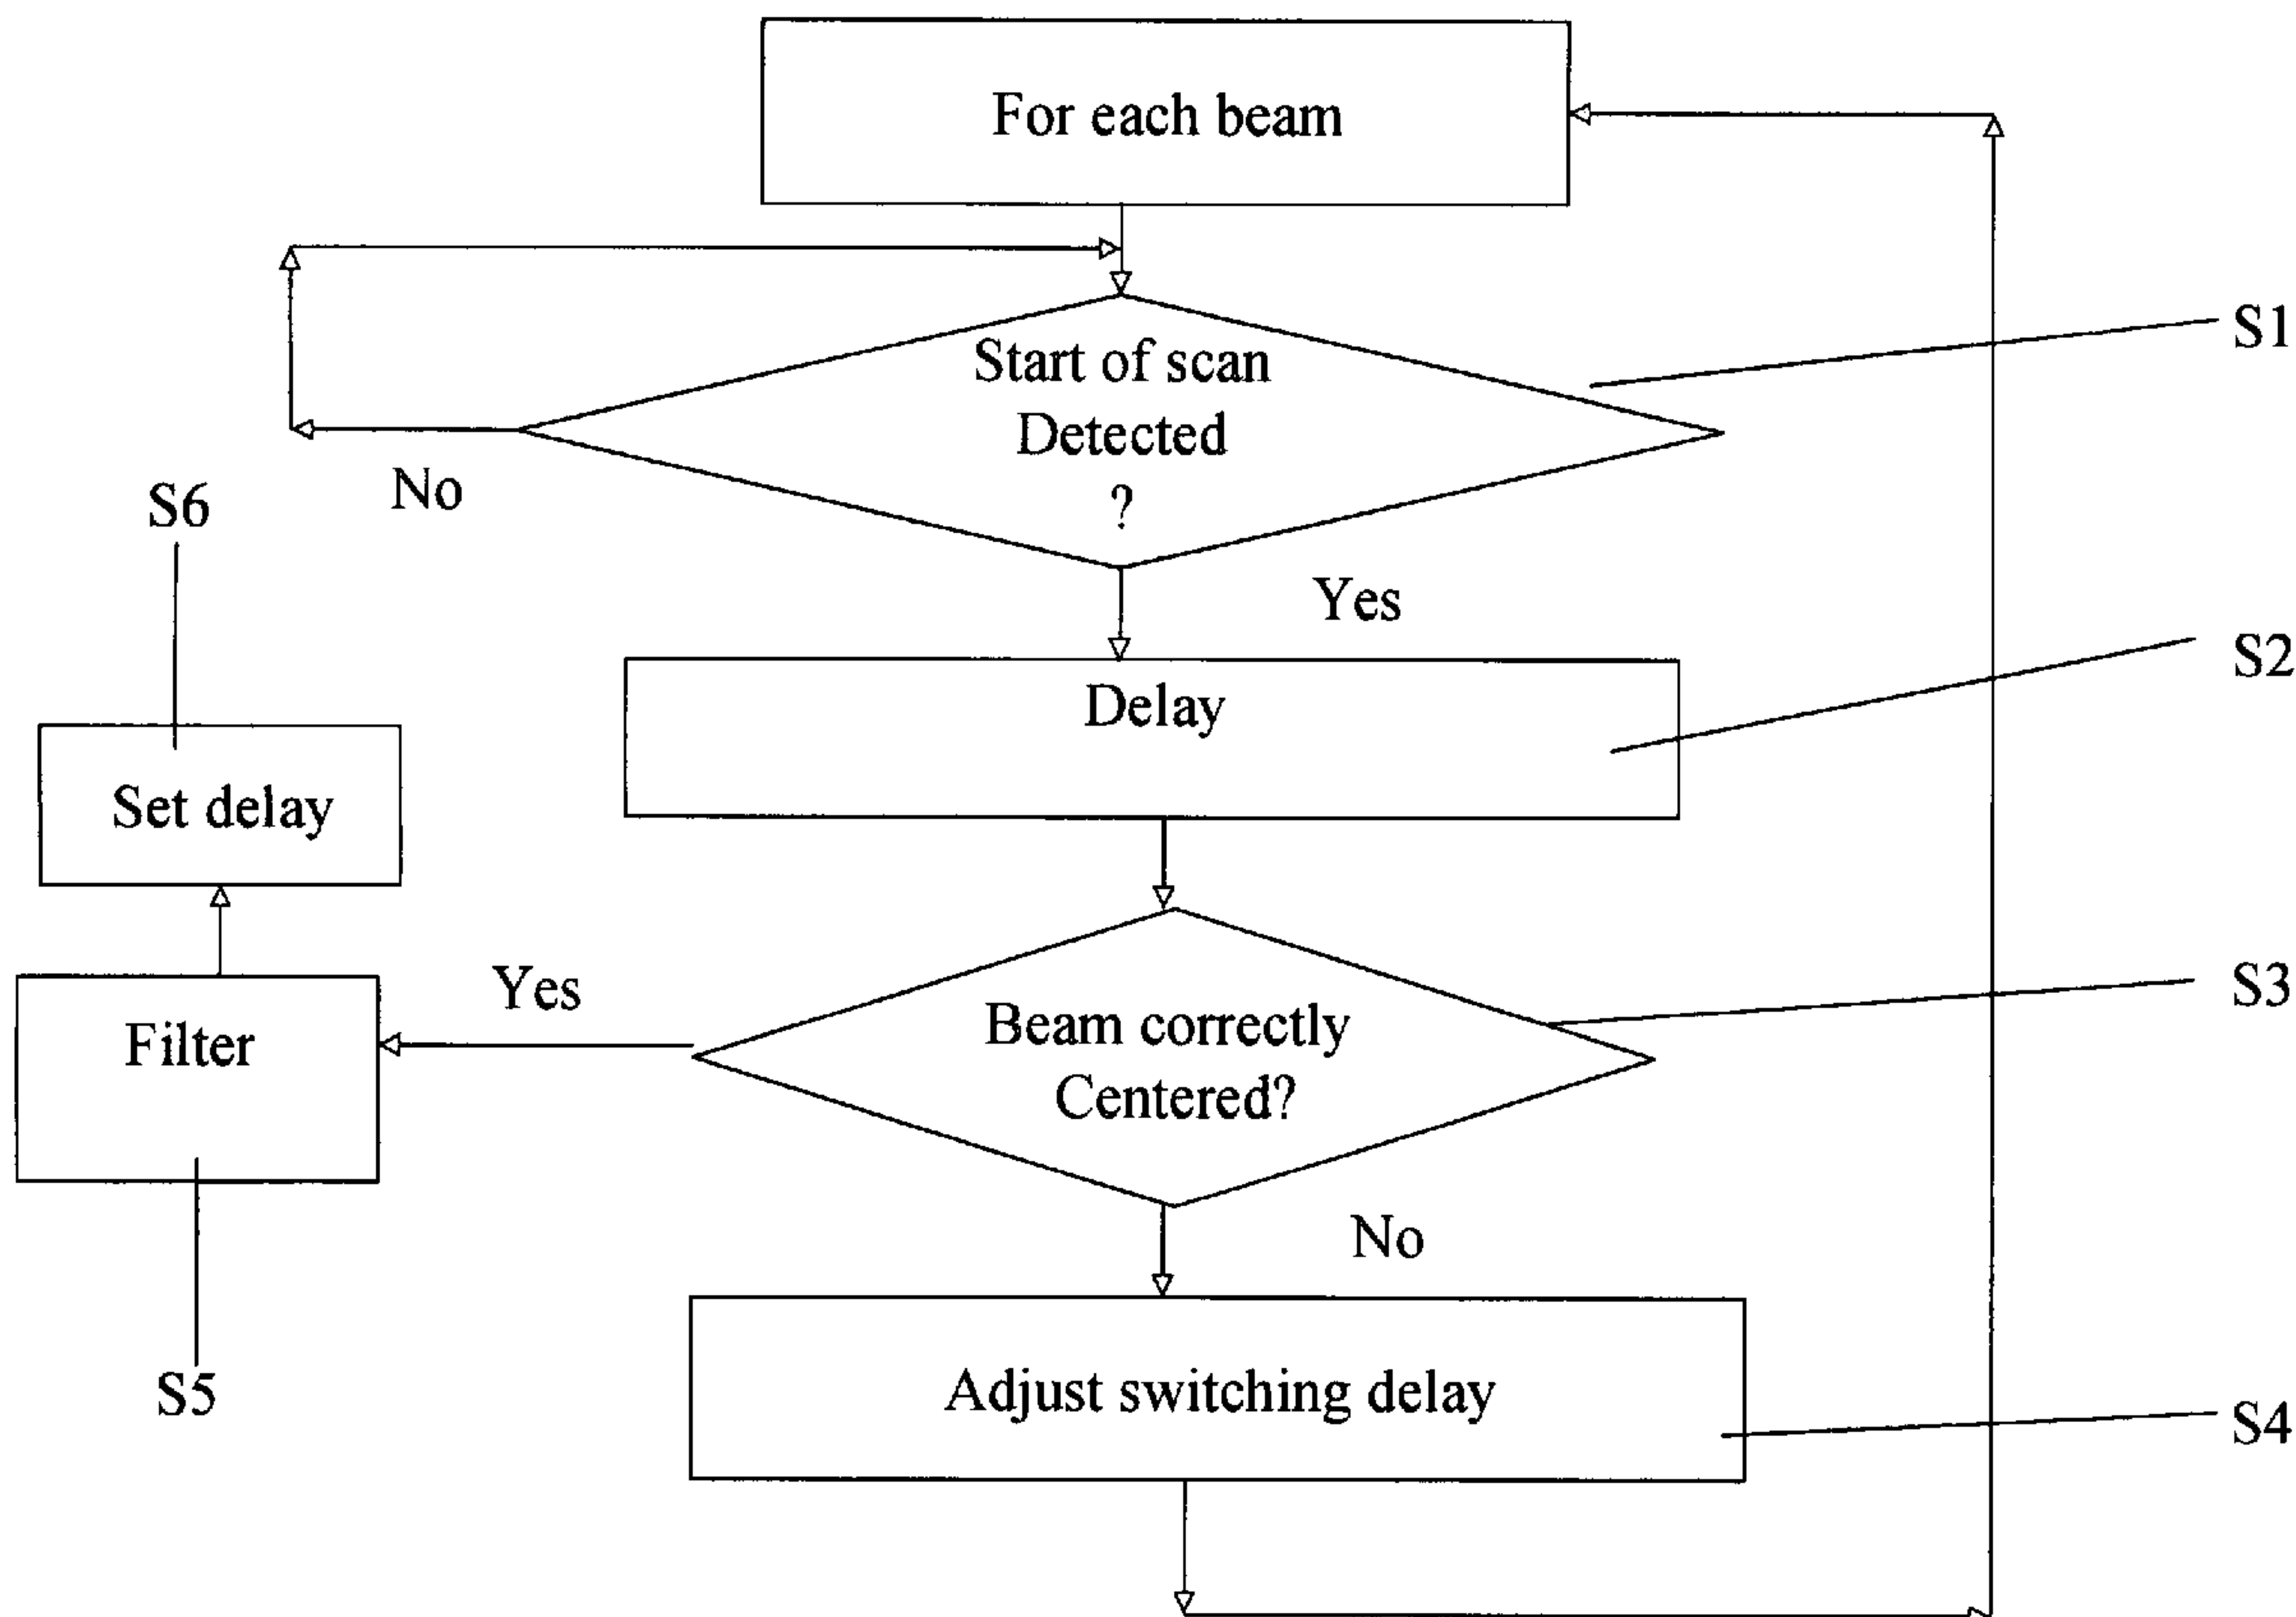 For each beam
Start of scan
Detected
?
S1
No
S6
Yes
S2
Delay
Set delay
Yes
S3
Beam correctly
Centered?
Filter
No
S5
Adjust switching delay
S4